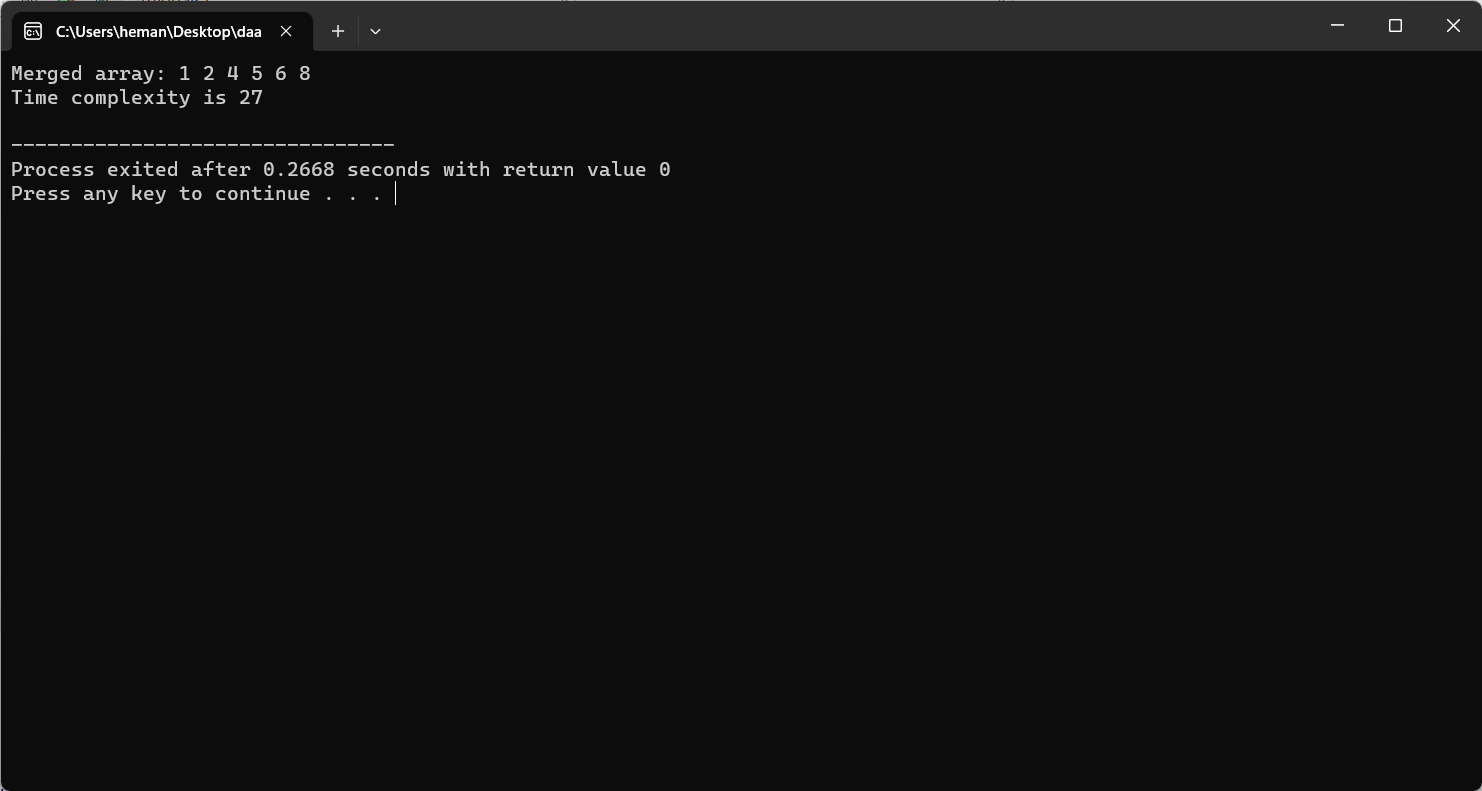 C:\Users\heman\Desktop\daa
Merged array: 1 2 4 5 6 8
Time complexity is 27
--------------------------------
Process exited after 0.2668 seconds with return value 0
Press any key to continue . . .